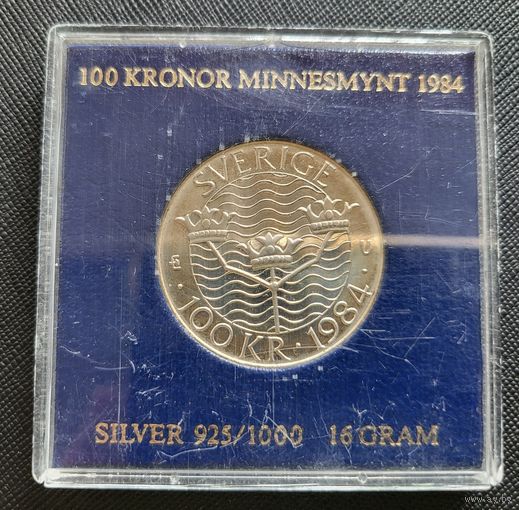 100 KRONOR MINNESMYNT 1984
SVERIGE
· 100 KR · 1984 ·
SILVER 925/1000 16 GRAM